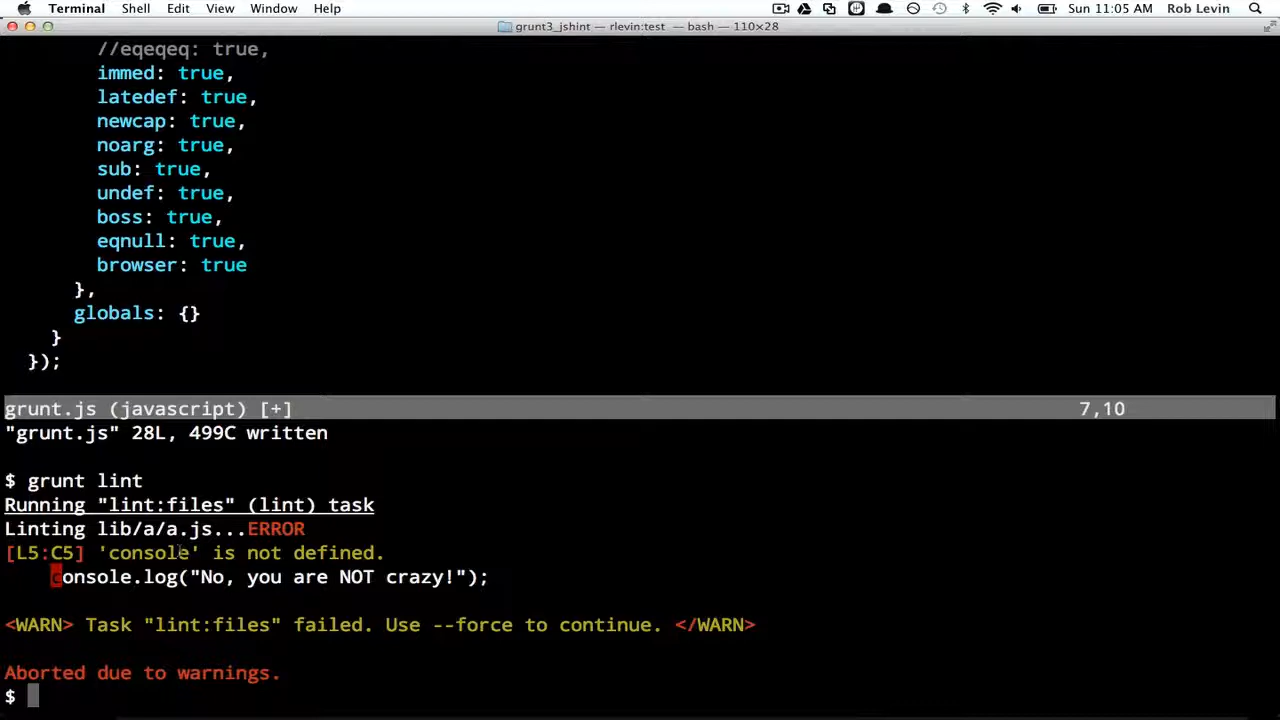 Terminal Shell Edit View Window Help Sun 11:05 AM Rob Levin
grunt3_jshint — rlevin:test — bash — 110×28
//eqeqeq: true,
immed: true,
latedef: true,
newcap: true,
noarg: true,
sub: true,
undef: true,
boss: true,
eqnull: true,
browser: true
},
globals: {}
}
});
grunt.js (javascript) [+] 7,10
"grunt.js" 28L, 499C written
$ grunt lint
Running "lint:files" (lint) task
Linting lib/a/a.js...ERROR
[L5:C5] 'console' is not defined.
console.log("No, you are NOT crazy!");
<WARN> Task "lint:files" failed. Use --force to continue. </WARN>
Aborted due to warnings.
$